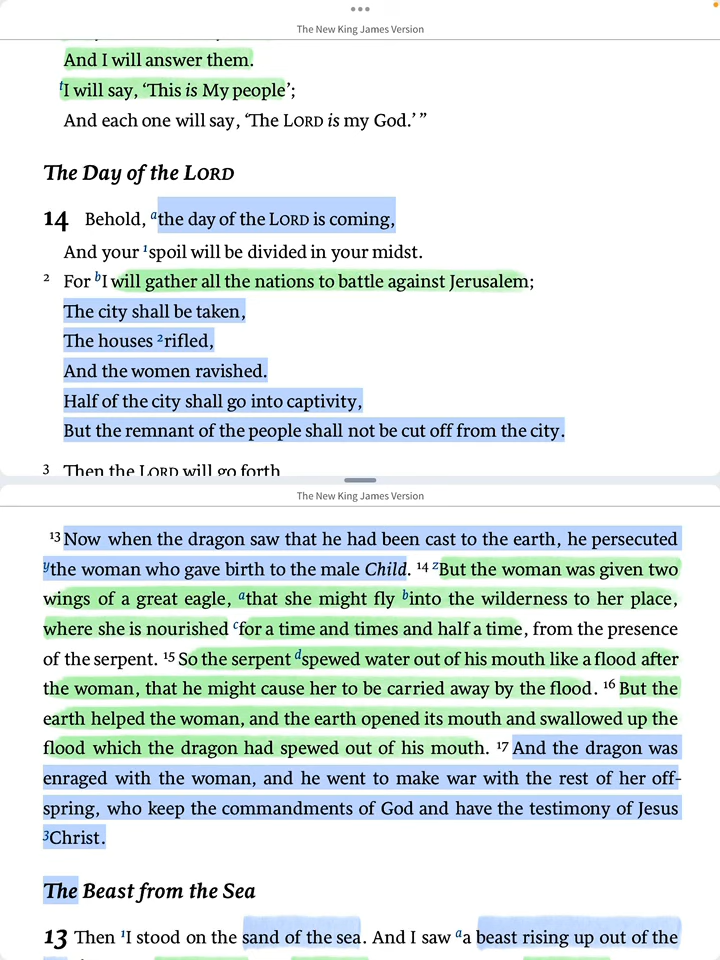 The New King James Version
And I will answer them.
tI will say, ‘This is My people’;
And each one will say, ‘The LORD is my God.’ ”
The Day of the LORD
14 Behold, athe day of the LORD is coming,
And your 1spoil will be divided in your midst.
2 For bI will gather all the nations to battle against Jerusalem;
The city shall be taken,
The houses 2rifled,
And the women ravished.
Half of the city shall go into captivity,
But the remnant of the people shall not be cut off from the city.
3 Then the LORD will go forth
The New King James Version
13 Now when the dragon saw that he had been cast to the earth, he persecuted
ythe woman who gave birth to the male Child. 14 zBut the woman was given two
wings of a great eagle, athat she might fly binto the wilderness to her place,
where she is nourished cfor a time and times and half a time, from the presence
of the serpent. 15 So the serpent dspewed water out of his mouth like a flood after
the woman, that he might cause her to be carried away by the flood. 16 But the
earth helped the woman, and the earth opened its mouth and swallowed up the
flood which the dragon had spewed out of his mouth. 17 And the dragon was
enraged with the woman, and he went to make war with the rest of her off-
spring, who keep the commandments of God and have the testimony of Jesus
3Christ.
The Beast from the Sea
13 Then 1I stood on the sand of the sea. And I saw aa beast rising up out of the